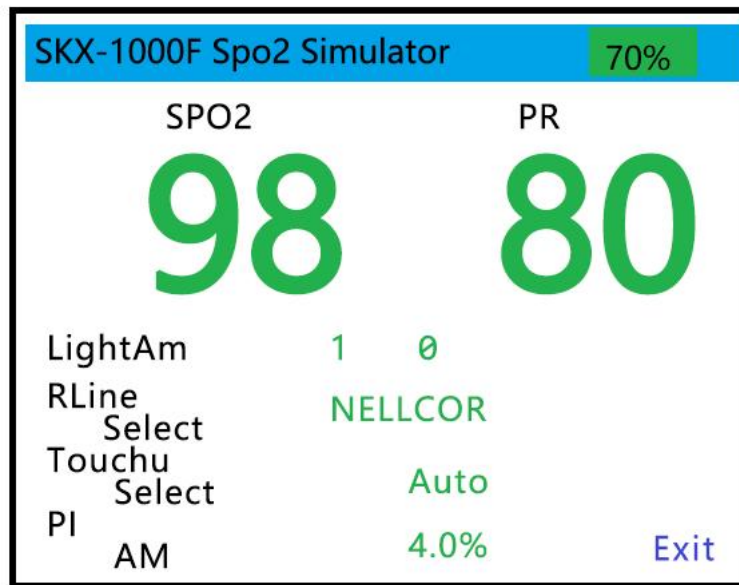 SKX-1000F Spo2 Simulator 70%
SPO2 PR
98 80
LightAm 1 0
RLine
Select NELLCOR
Touchu
Select Auto
PI
AM 4.0% Exit